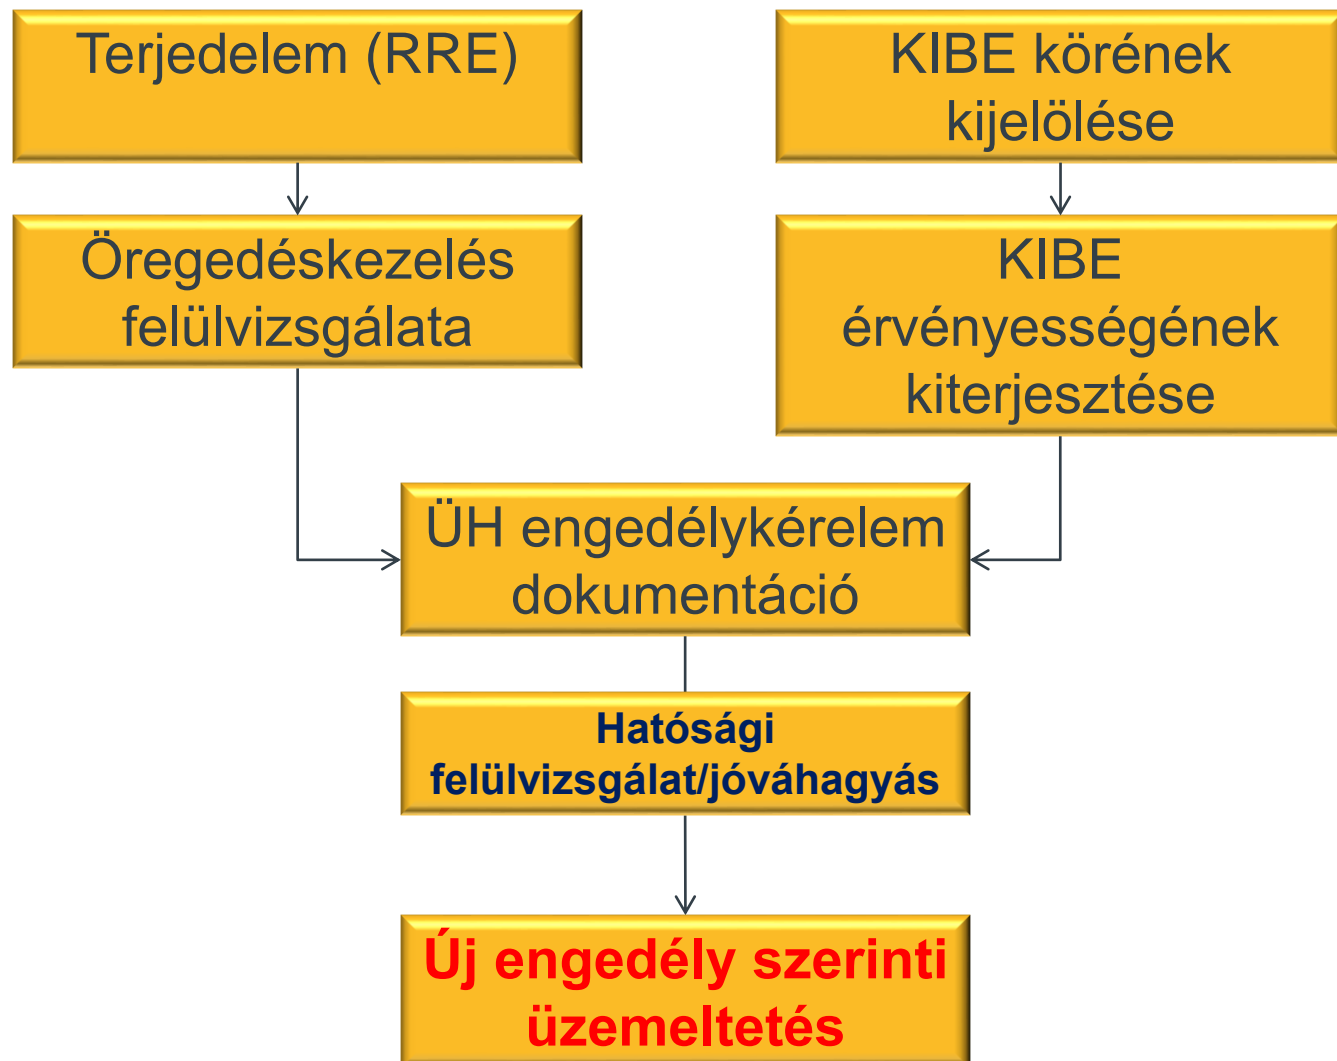 Terjedelem (RRE)
KIBE körének
kijelölése
Öregedéskezelés
felülvizsgálata
KIBE
érvényességének
kiterjesztése
ÜH engedélykérelem
dokumentáció
Hatósági
felülvizsgálat/jóváhagyás
Új engedély szerinti
üzemeltetés